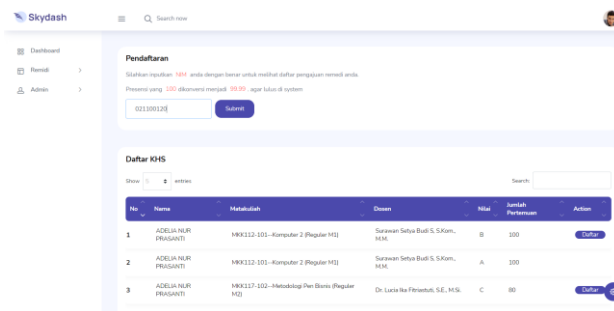 Skydash
Search now
Dashboard
Remidi
Admin
Pendaftaran
Silahkan inputkan NIM anda dengan benar untuk melihat daftar pengajuan remedi anda.
Presensi yang 100 dikonversi menjadi 99,99 , agar lulus di system
021100120
Submit
Daftar KHS
Show 5 entries
Search:
No Nama Matakuliah Dosen Nilai Jumlah Pertemuan Action
1 ADELIA NUR PRASANTI MKK112-101--Komputer 2 (Reguler M1) Surawan Setya Budi S, S.Kom., M.M. B 100 Daftar
2 ADELIA NUR PRASANTI MKK112-101--Komputer 2 (Reguler M1) Surawan Setya Budi S, S.Kom., M.M. A 100
3 ADELIA NUR PRASANTI MKK117-102--Metodologi Pen Bisnis (Reguler M2) Dr. Lucia Ika Fitriastuti, S.E., M.Si. C 80 Daftar